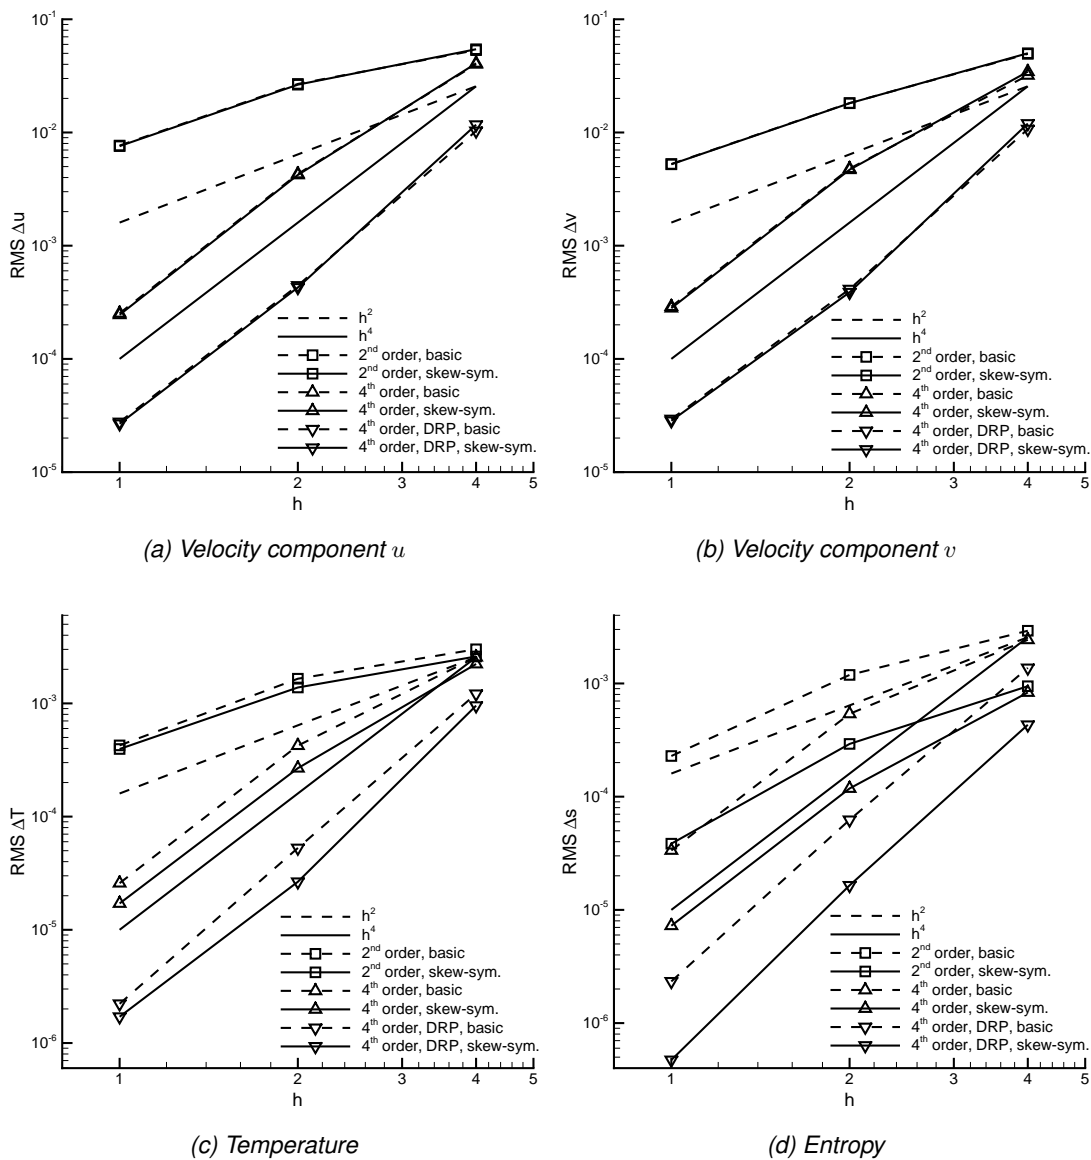 10⁻¹
10⁻²
10⁻³
10⁻⁴
10⁻⁵
RMS Δu
1 2 3 4 5
h
h²
h⁴
2ⁿᵈ order, basic
2ⁿᵈ order, skew-sym.
4ᵗʰ order, basic
4ᵗʰ order, skew-sym.
4ᵗʰ order, DRP, basic
4ᵗʰ order, DRP, skew-sym.
(a) Velocity component u
10⁻¹
10⁻²
10⁻³
10⁻⁴
10⁻⁵
RMS Δv
1 2 3 4 5
h
h²
h⁴
2ⁿᵈ order, basic
2ⁿᵈ order, skew-sym.
4ᵗʰ order, basic
4ᵗʰ order, skew-sym.
4ᵗʰ order, DRP, basic
4ᵗʰ order, DRP, skew-sym.
(b) Velocity component v
10⁻³
10⁻⁴
10⁻⁵
10⁻⁶
RMS ΔT
1 2 3 4 5
h
h²
h⁴
2ⁿᵈ order, basic
2ⁿᵈ order, skew-sym.
4ᵗʰ order, basic
4ᵗʰ order, skew-sym.
4ᵗʰ order, DRP, basic
4ᵗʰ order, DRP, skew-sym.
(c) Temperature
10⁻³
10⁻⁴
10⁻⁵
10⁻⁶
RMS Δs
1 2 3 4 5
h
h²
h⁴
2ⁿᵈ order, basic
2ⁿᵈ order, skew-sym.
4ᵗʰ order, basic
4ᵗʰ order, skew-sym.
4ᵗʰ order, DRP, basic
4ᵗʰ order, DRP, skew-sym.
(d) Entropy